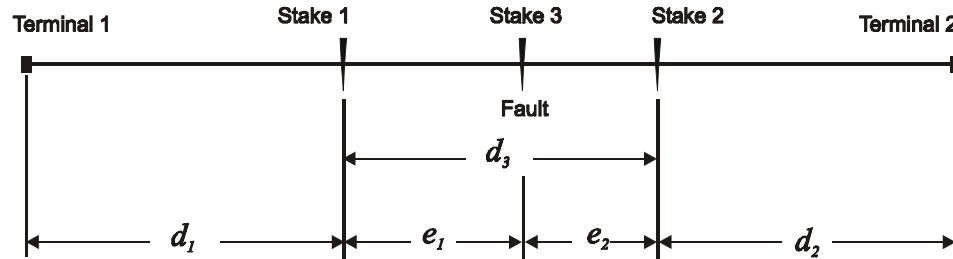 Terminal 1
Stake 1
Stake 3
Stake 2
Terminal 2
Fault
d3
d1
e1
e2
d2